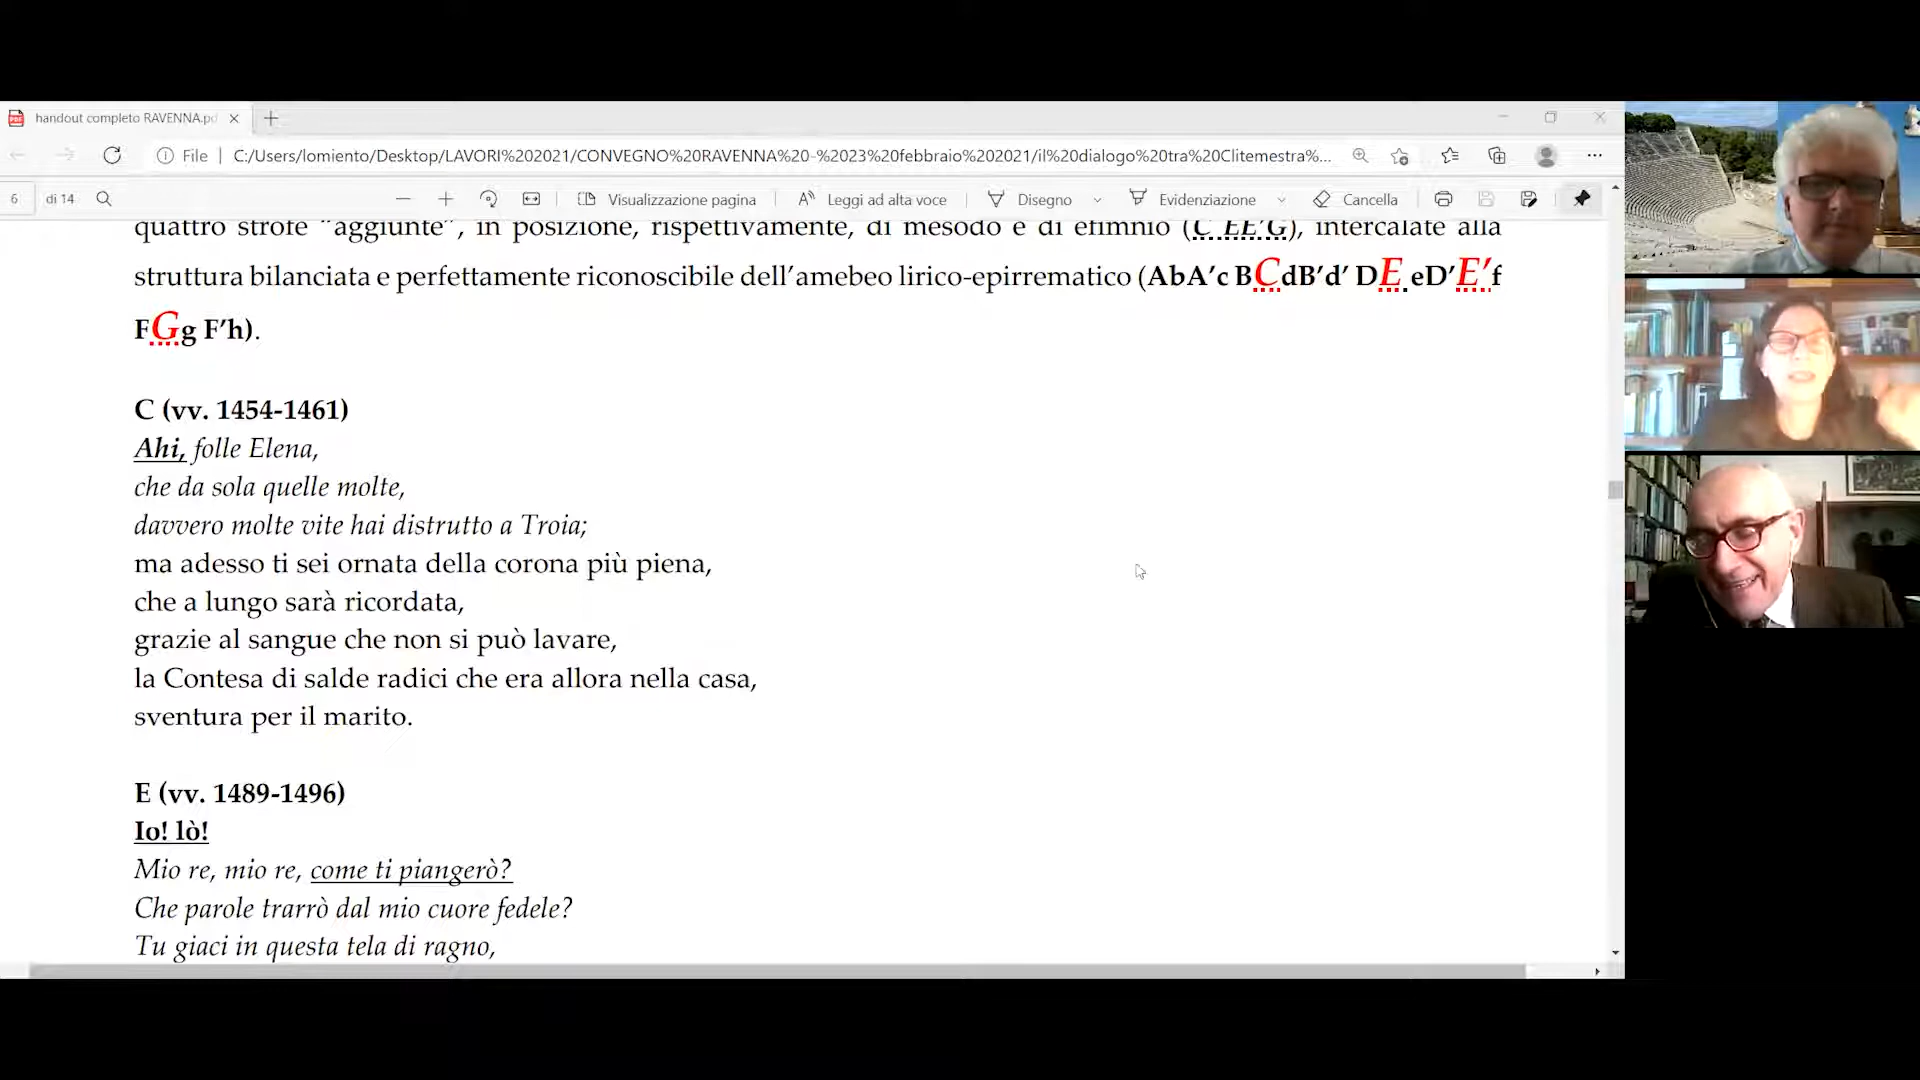 handout completo RAVENNA.pd
File
C:/Users/lomiento/Desktop/LAVORI%202021/CONVEGNO%20RAVENNA%20-%2023%20febbraio%202021/il%20dialogo%20tra%20Clitemestra%...
6 di 14
Visualizzazione pagina
Leggi ad alta voce
Disegno
Evidenziazione
Cancella
quattro strofe “aggiunte”, in posizione, rispettivamente, di mesodo e di efimnio (C EE’G), intercalate alla
struttura bilanciata e perfettamente riconoscibile dell’amebeo lirico-epirrematico (AbA’c BCdB’d’ DE eD’E’f
FGg F’h).
C (vv. 1454-1461)
Ahi, folle Elena,
che da sola quelle molte,
davvero molte vite hai distrutto a Troia;
ma adesso ti sei ornata della corona più piena,
che a lungo sarà ricordata,
grazie al sangue che non si può lavare,
la Contesa di salde radici che era allora nella casa,
sventura per il marito.
E (vv. 1489-1496)
Io! Iò!
Mio re, mio re, come ti piangerò?
Che parole trarrò dal mio cuore fedele?
Tu giaci in questa tela di ragno,